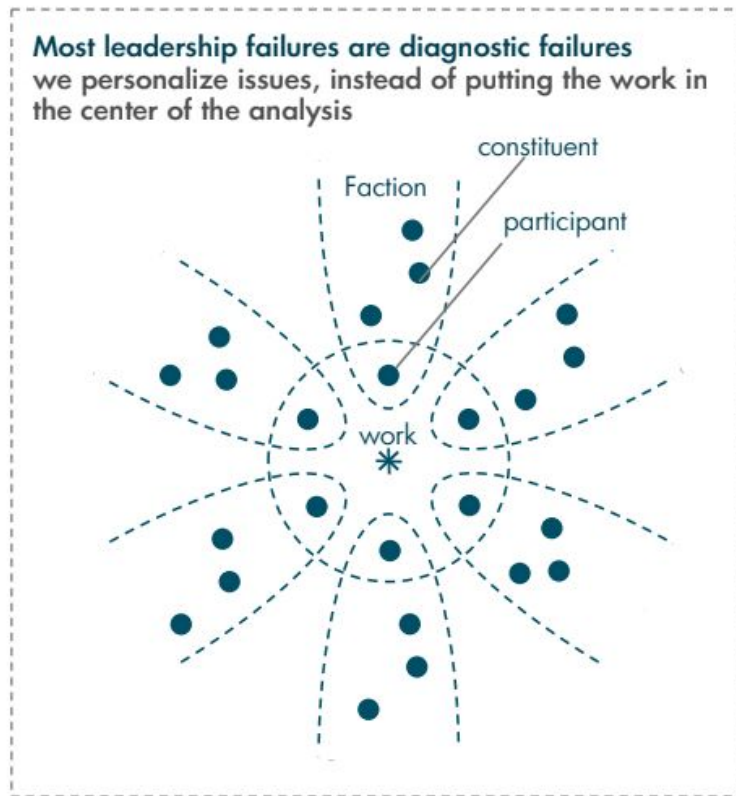 Most leadership failures are diagnostic failures
we personalize issues, instead of putting the work in
the center of the analysis
constituent
Faction
participant
work